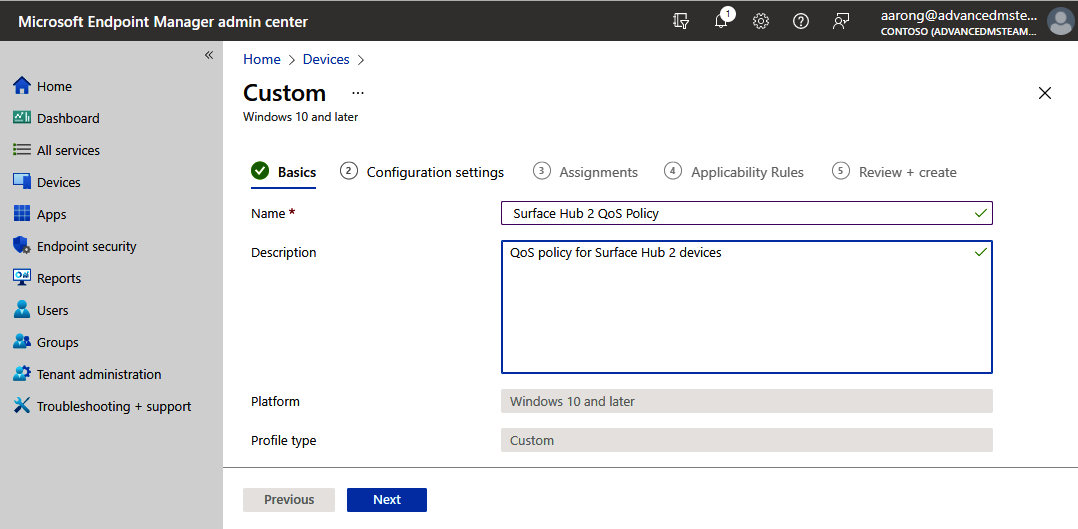 Microsoft Endpoint Manager admin center
1
aarong@advancedmste...
CONTOSO (ADVANCEDMSTEAM...
«
Home
Dashboard
All services
Devices
Apps
Endpoint security
Reports
Users
Groups
Tenant administration
Troubleshooting + support
Home > Devices >
Custom ...
Windows 10 and later
Basics
2 Configuration settings
3 Assignments
4 Applicability Rules
5 Review + create
Name *
Surface Hub 2 QoS Policy
Description
QoS policy for Surface Hub 2 devices
Platform
Windows 10 and later
Profile type
Custom
Previous
Next